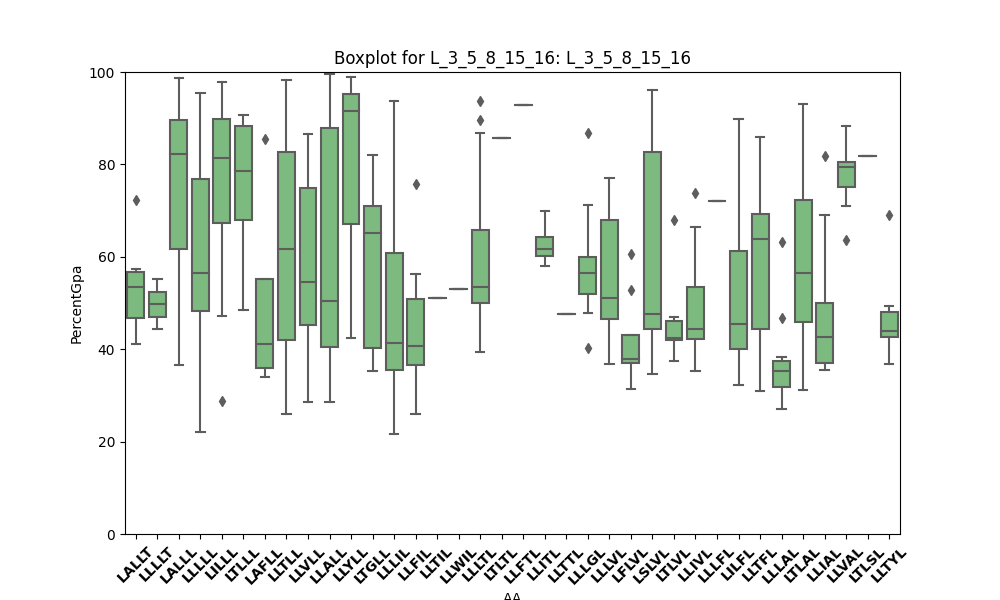 Boxplot for L_3_5_8_15_16: L_3_5_8_15_16
100
80
60
40
20
0
PercentGpa
LALLT LLLLT LALLL LLLLL LILLL LTLLL LAFLL LLTLL LLVLL LLALL LLYLL LTGLL LLLIL LLFIL LLTIL LLWIL LLLTL LTLTL LLFTL LLITL LLTTL LLLGL LLLVL LFLVL LSLVL LTLVL LLIVL LLLFL LILFL LLTFL LLLAL LTLAL LLIAL LLVAL LTLSL LLTYL
AA